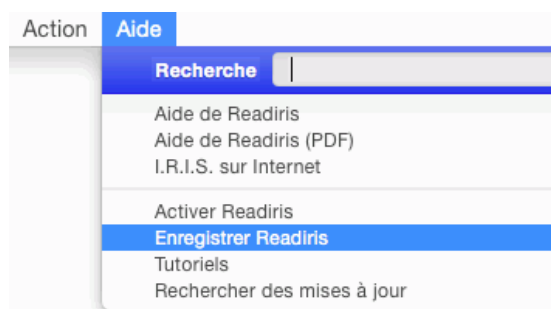 Action Aide
Recherche
Aide de Readiris
Aide de Readiris (PDF)
I.R.I.S. sur Internet
Activer Readiris
Enregistrer Readiris
Tutoriels
Rechercher des mises à jour